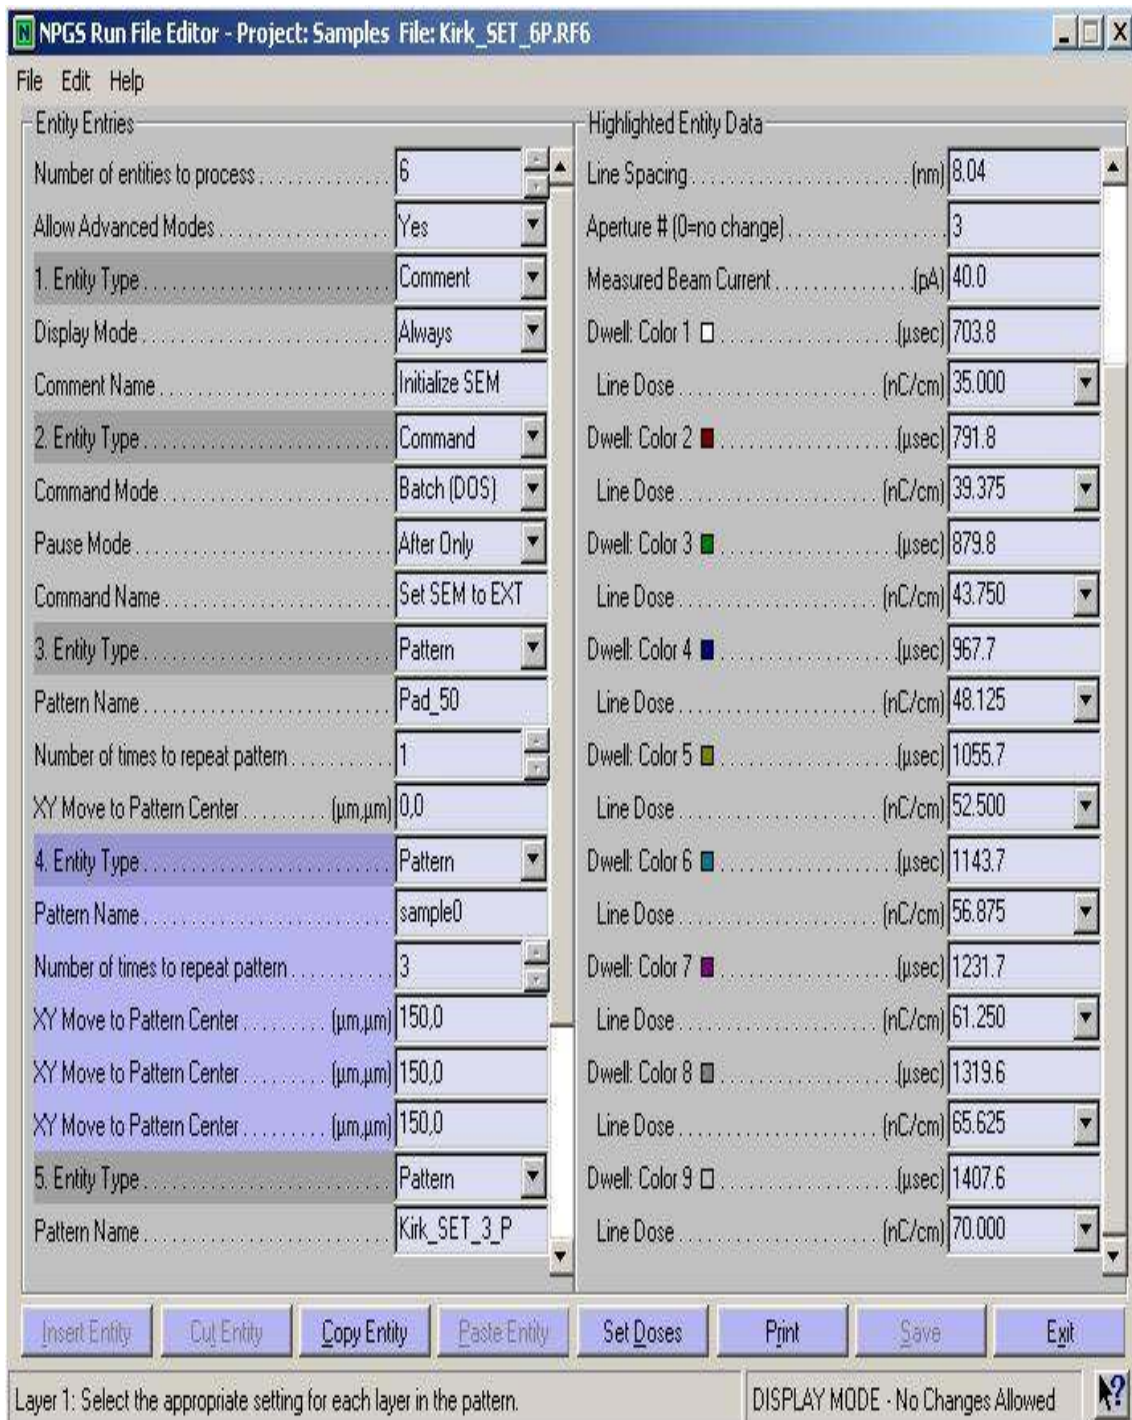 NPGS Run File Editor - Project: Samples File: Kirk_SET_6P.RF6
File Edit Help
Entity Entries
Number of entities to process 6
Allow Advanced Modes Yes
1. Entity Type Comment
Display Mode Always
Comment Name Initialize SEM
2. Entity Type Command
Command Mode Batch (DOS)
Pause Mode After Only
Command Name Set SEM to EXT
3. Entity Type Pattern
Pattern Name Pad_50
Number of times to repeat pattern 1
XY Move to Pattern Center (µm,µm) 0,0
4. Entity Type Pattern
Pattern Name sample0
Number of times to repeat pattern 3
XY Move to Pattern Center (µm,µm) 150,0
XY Move to Pattern Center (µm,µm) 150,0
XY Move to Pattern Center (µm,µm) 150,0
5. Entity Type Pattern
Pattern Name Kirk_SET_3_P
Highlighted Entity Data
Line Spacing (nm) 8.04
Aperture # (0=no change) 3
Measured Beam Current (pA) 40.0
Dwell: Color 1 (µsec) 703.8
Line Dose (nC/cm) 35.000
Dwell: Color 2 (µsec) 791.8
Line Dose (nC/cm) 39.375
Dwell: Color 3 (µsec) 879.8
Line Dose (nC/cm) 43.750
Dwell: Color 4 (µsec) 967.7
Line Dose (nC/cm) 48.125
Dwell: Color 5 (µsec) 1055.7
Line Dose (nC/cm) 52.500
Dwell: Color 6 (µsec) 1143.7
Line Dose (nC/cm) 56.875
Dwell: Color 7 (µsec) 1231.7
Line Dose (nC/cm) 61.250
Dwell: Color 8 (µsec) 1319.6
Line Dose (nC/cm) 65.625
Dwell: Color 9 (µsec) 1407.6
Line Dose (nC/cm) 70.000
Insert Entity Cut Entity Copy Entity Paste Entity Set Doses Print Save Exit
Layer 1: Select the appropriate setting for each layer in the pattern. DISPLAY MODE - No Changes Allowed